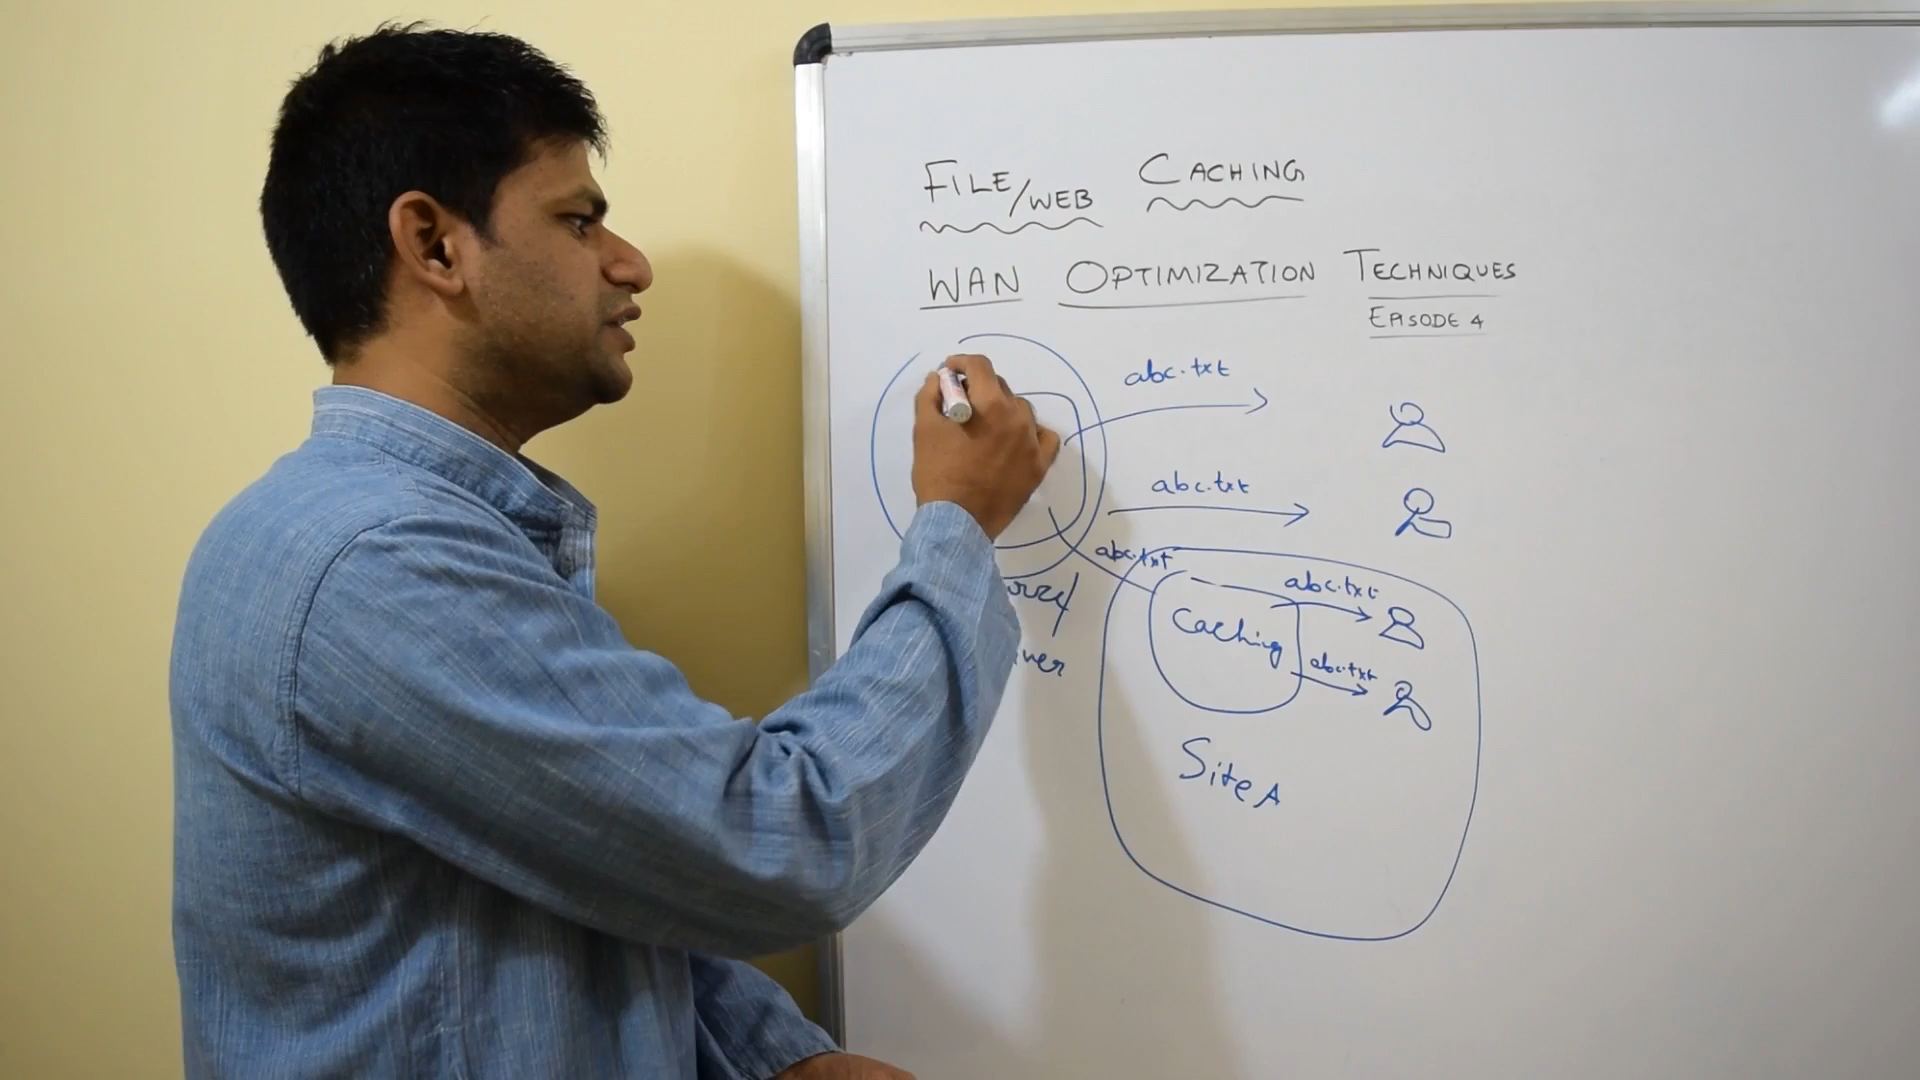 FILE/WEB CACHING
WAN OPTIMIZATION TECHNIQUES
EPISODE 4
abc.txt
abc.txt
abc.txt
abc.txt
Caching
abc.txt
Site A